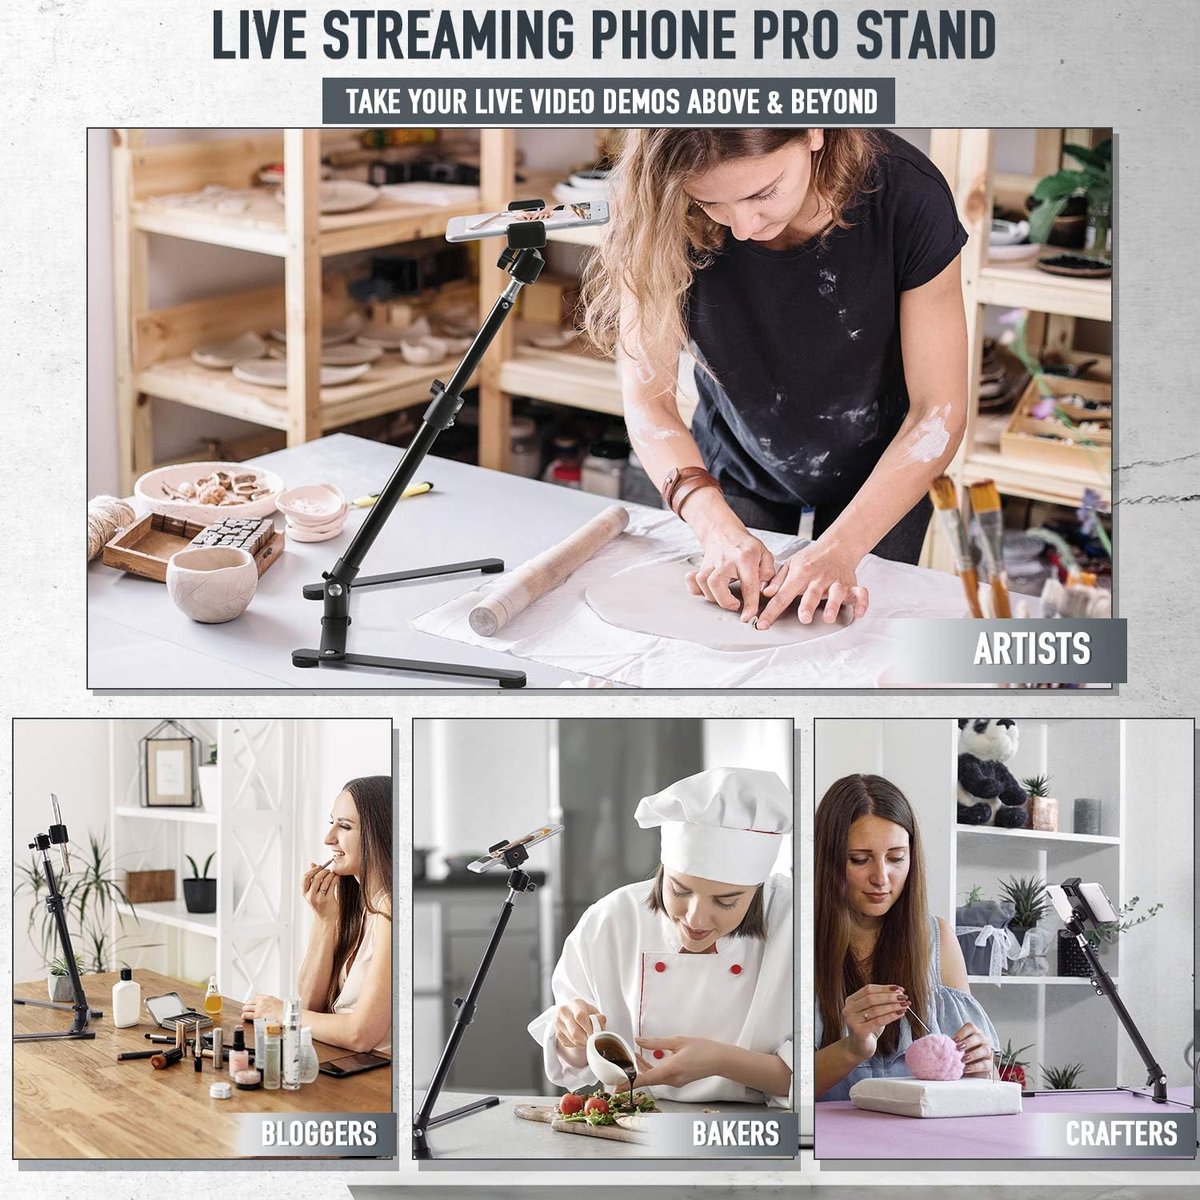 LIVE STREAMING PHONE PRO STAND
TAKE YOUR LIVE VIDEO DEMOS ABOVE & BEYOND
ARTISTS
BLOGGERS
BAKERS
CRAFTERS